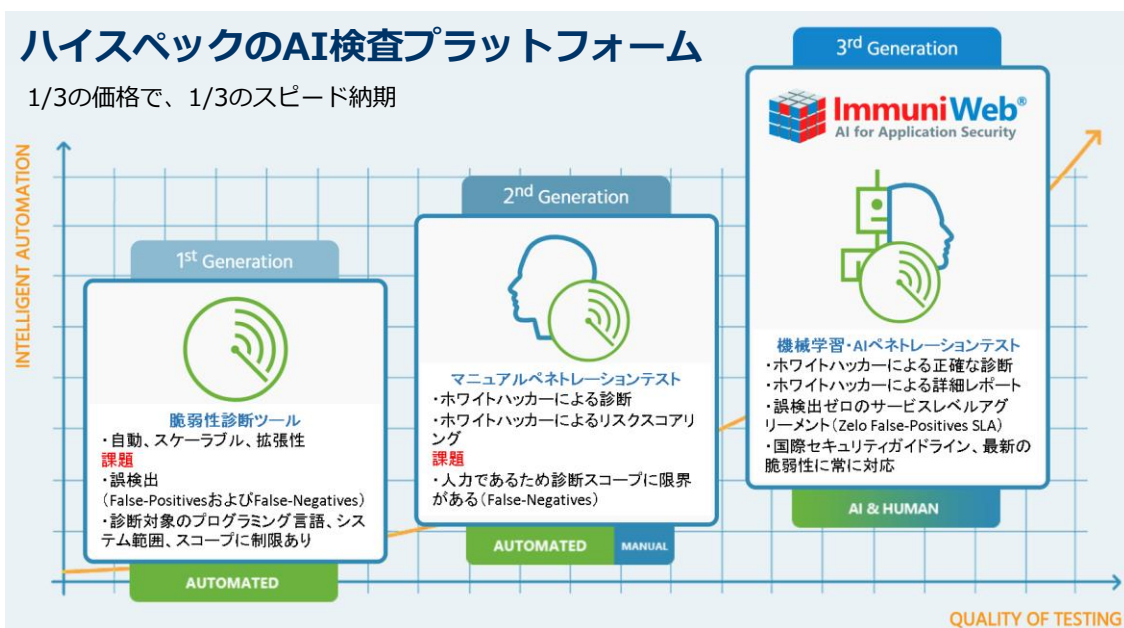 ハイスペックのAI検査プラットフォーム
1/3の価格で、1/3のスピード納期
INTELLIGENT AUTOMATION
1st Generation
脆弱性診断ツール
・自動、スケーラブル、拡張性
課題
・誤検出
(False-PositivesおよびFalse-Negatives)
・診断対象のプログラミング言語、シス
テム範囲、スコープに制限あり
AUTOMATED
2nd Generation
マニュアルペネトレーションテスト
・ホワイトハッカーによる診断
・ホワイトハッカーによるリスクスコアリ
ング
課題
・人力であるため診断スコープに限界
がある(False-Negatives)
AUTOMATED
MANUAL
3rd Generation
ImmuniWeb®
AI for Application Security
機械学習・AIペネトレーションテスト
・ホワイトハッカーによる正確な診断
・ホワイトハッカーによる詳細レポート
・誤検出ゼロのサービスレベルアグ
リーメント(Zelo False-Positives SLA)
・国際セキュリティガイドライン、最新の
脆弱性に常に対応
AI & HUMAN
QUALITY OF TESTING